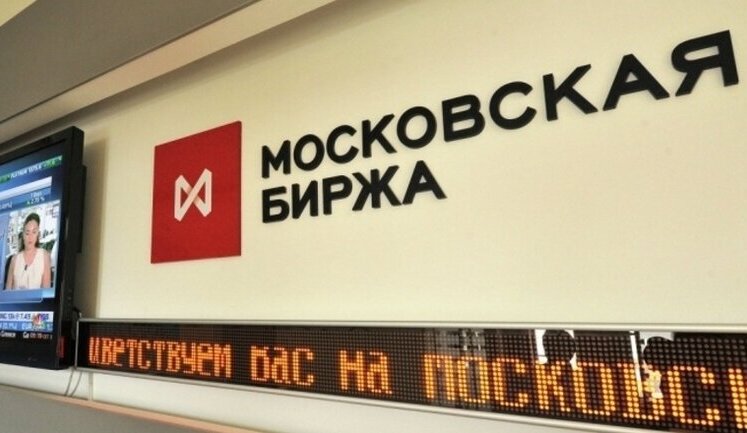 МОСКОВСКАЯ
БИРЖА
иветствуем вас на московс